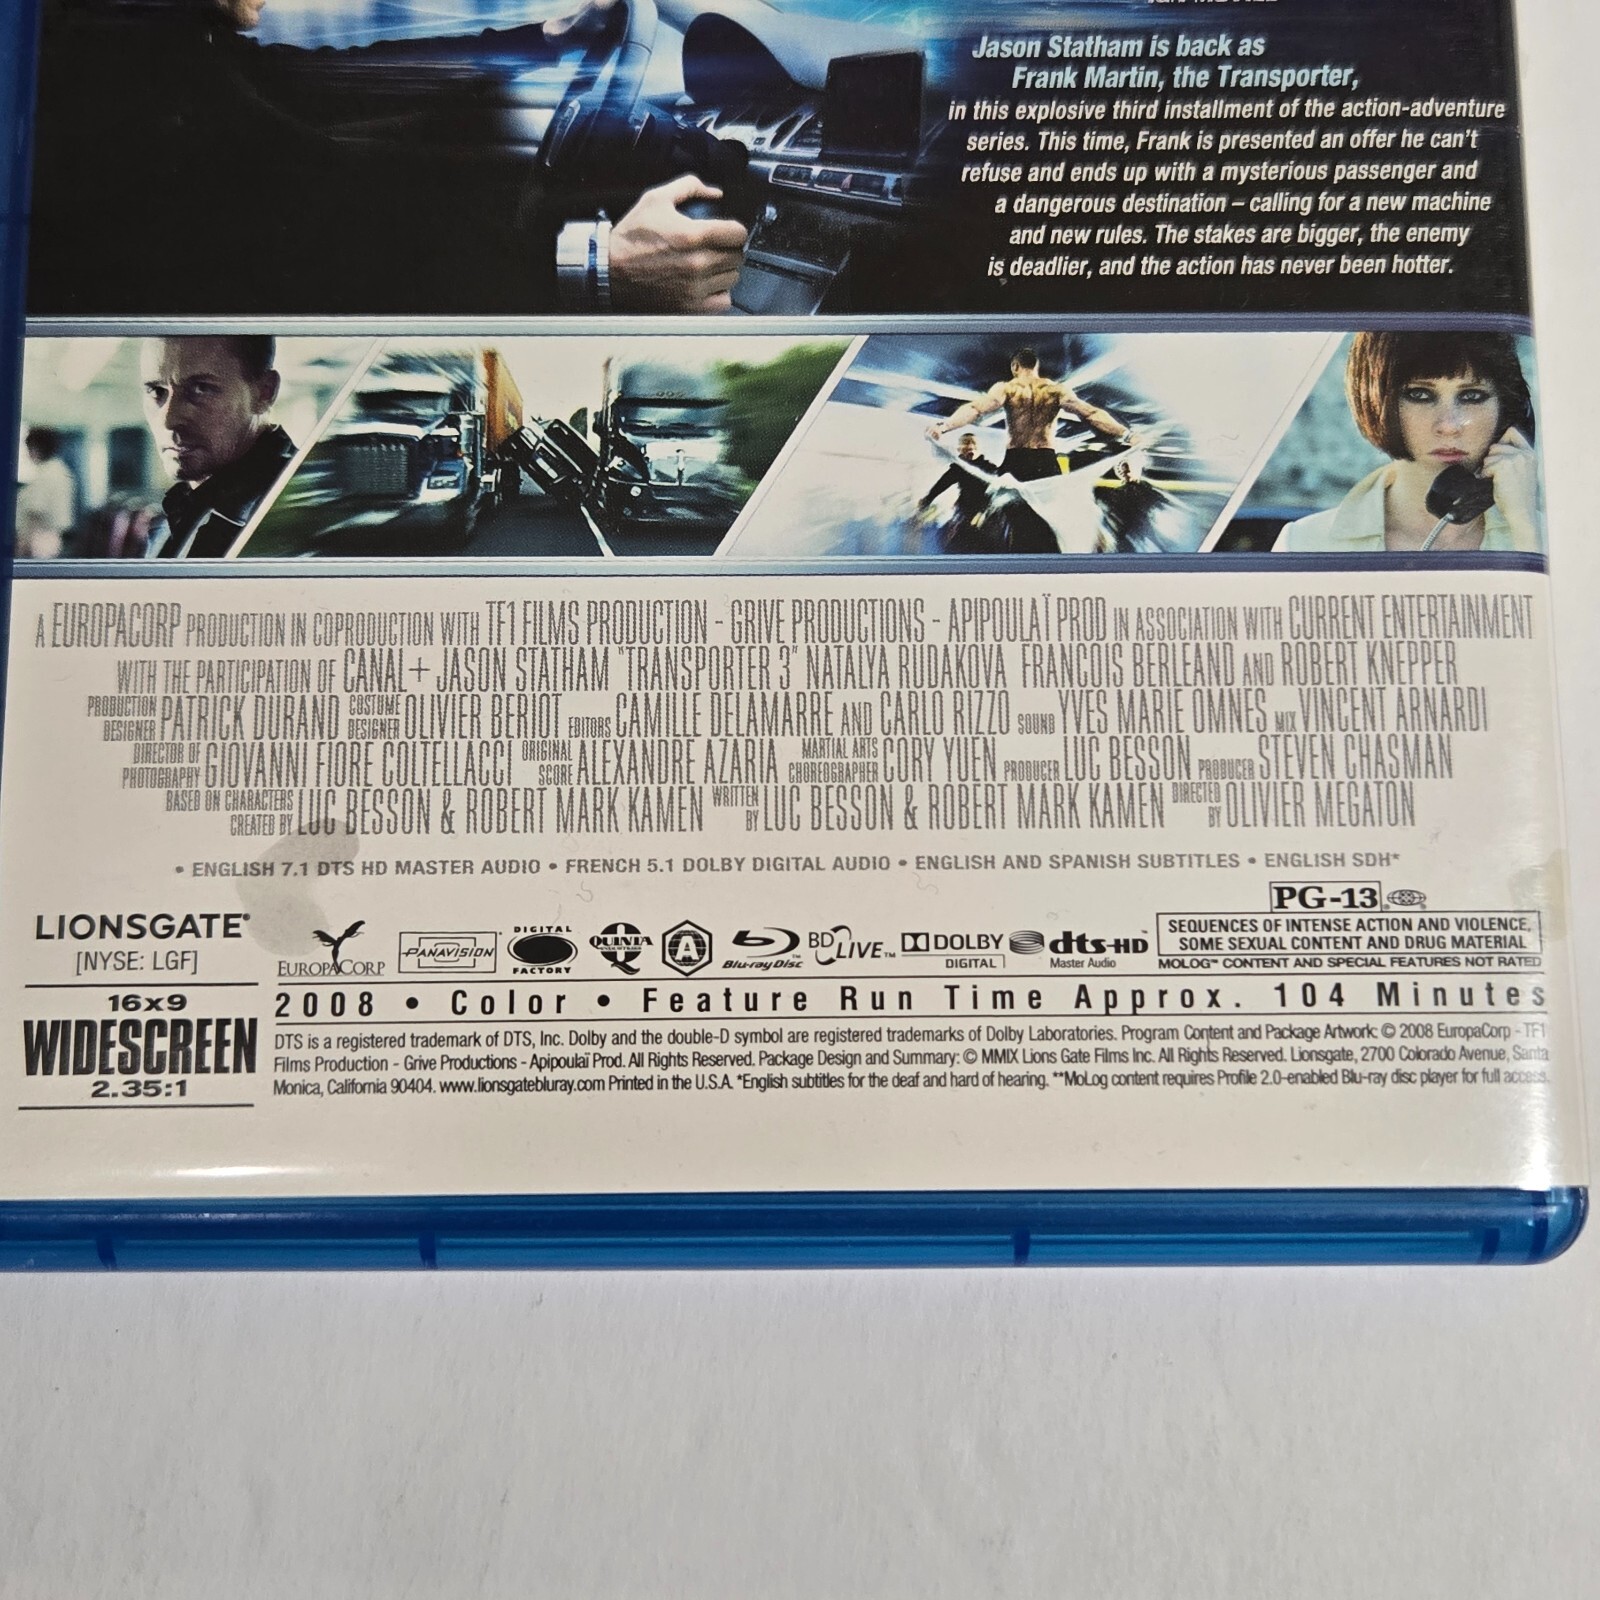 Jason Statham is back as
Frank Martin, the Transporter,
in this explosive third installment of the action-adventure
series. This time, Frank is presented an offer he can't
refuse and ends up with a mysterious passenger and
a dangerous destination – calling for a new machine
and new rules. The stakes are bigger, the enemy
is deadlier, and the action has never been hotter.
A EUROPACORP PRODUCTION IN COPRODUCTION WITH TF1 FILMS PRODUCTION - GRIVE PRODUCTIONS - APIPOULAÏ PROD IN ASSOCIATION WITH CURRENT ENTERTAINMENT
WITH THE PARTICIPATION OF CANAL+ JASON STATHAM "TRANSPORTER 3" NATALYA RUDAKOVA FRANCOIS BERLEAND AND ROBERT KNEPPER
PRODUCTION DESIGNER PATRICK DURAND COSTUME DESIGNER OLIVIER BERIOT EDITORS CAMILLE DELAMARRE AND CARLO RIZZO SOUND YVES MARIE OMNES MIX VINCENT ARNARDI
DIRECTOR OF PHOTOGRAPHY GIOVANNI FIORE COLTELLACCI ORIGINAL SCORE ALEXANDRE AZARIA MARTIAL ARTS CHOREOGRAPHER CORY YUEN PRODUCER LUC BESSON PRODUCER STEVEN CHASMAN
BASED ON CHARACTERS CREATED BY LUC BESSON & ROBERT MARK KAMEN WRITTEN BY LUC BESSON & ROBERT MARK KAMEN DIRECTED BY OLIVIER MEGATON
• ENGLISH 7.1 DTS HD MASTER AUDIO • FRENCH 5.1 DOLBY DIGITAL AUDIO • ENGLISH AND SPANISH SUBTITLES • ENGLISH SDH*
LIONSGATE®
[NYSE: LGF]
EUROPACORP
PANAVISION®
DIGITAL
FACTORY
QUINTA
A
Blu-ray Disc
BD LIVE™
DOLBY
DIGITAL
dts-HD™
Master Audio
PG-13
SEQUENCES OF INTENSE ACTION AND VIOLENCE,
SOME SEXUAL CONTENT AND DRUG MATERIAL
MOLOG™ CONTENT AND SPECIAL FEATURES NOT RATED
16x9
WIDESCREEN
2.35:1
2008 • Color • Feature Run Time Approx. 104 Minutes
DTS is a registered trademark of DTS, Inc. Dolby and the double-D symbol are registered trademarks of Dolby Laboratories. Program Content and Package Artwork: © 2008 EuropaCorp - TF1
Films Production - Grive Productions - Apipoulaï Prod. All Rights Reserved. Package Design and Summary: © MMIX Lions Gate Films Inc. All Rights Reserved. Lionsgate, 2700 Colorado Avenue, Santa
Monica, California 90404. www.lionsgatebluray.com Printed in the U.S.A. *English subtitles for the deaf and hard of hearing. **MoLog content requires Profile 2.0-enabled Blu-ray disc player for full access.